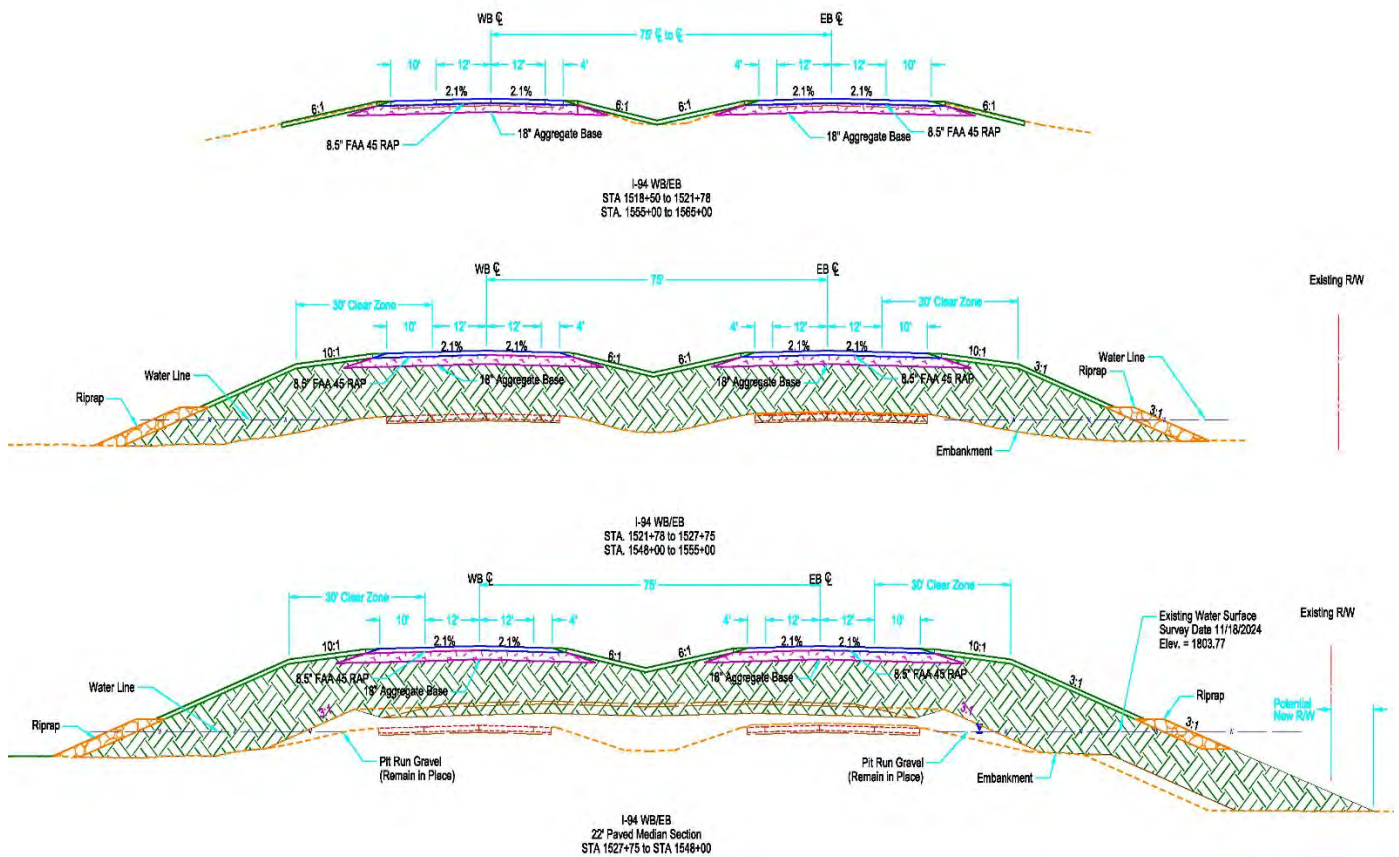 WB ℄ EB ℄
75' ℄ to ℄
10' 12' 12' 4' 4' 12' 12' 10'
6:1 2.1% 2.1% 6:1 6:1 2.1% 2.1% 6:1
8.5" FAA 45 RAP 18" Aggregate Base 18" Aggregate Base 8.5" FAA 45 RAP
I-94 WB/EB
STA 1518+50 to 1521+78
STA. 1555+00 to 1565+00
WB ℄ EB ℄ Existing R/W
75'
30' Clear Zone 30' Clear Zone
10' 12' 12' 4' 4' 12' 12' 10'
10:1 2.1% 2.1% 6:1 6:1 2.1% 2.1% 10:1
3:1
Water Line 8.5" FAA 45 RAP 18" Aggregate Base 18" Aggregate Base 8.5" FAA 45 RAP Water Line
Riprap Riprap
3:1
Embankment
I-94 WB/EB
STA. 1521+78 to 1527+75
STA. 1548+00 to 1555+00
WB ℄ EB ℄
75'
30' Clear Zone 30' Clear Zone
10' 12' 12' 4' 4' 12' 12' 10'
Existing Water Surface
Survey Date 11/18/2024
Elev. = 1803.77
Existing R/W
10:1 2.1% 2.1% 6:1 6:1 2.1% 2.1% 10:1
8.5" FAA 45 RAP 18" Aggregate Base 18" Aggregate Base 8.5" FAA 45 RAP
3:1
Water Line Riprap
Riprap 3:1 3:1 3:1
Potential
New R/W
Pit Run Gravel
(Remain in Place)
Pit Run Gravel
(Remain in Place)
Embankment
I-94 WB/EB
22' Paved Median Section
STA 1527+75 to STA 1548+00